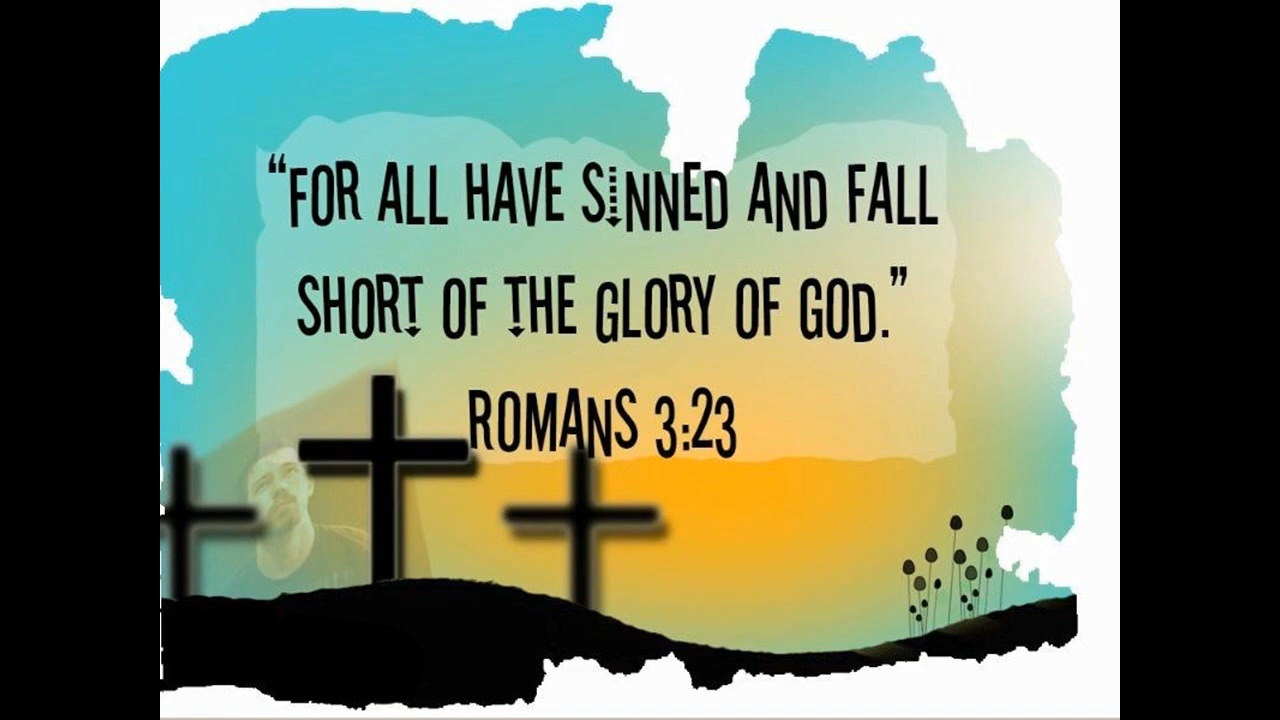 “FOR ALL HAVE SINNED AND FALL
SHORT OF THE GLORY OF GOD.”
ROMANS 3:23